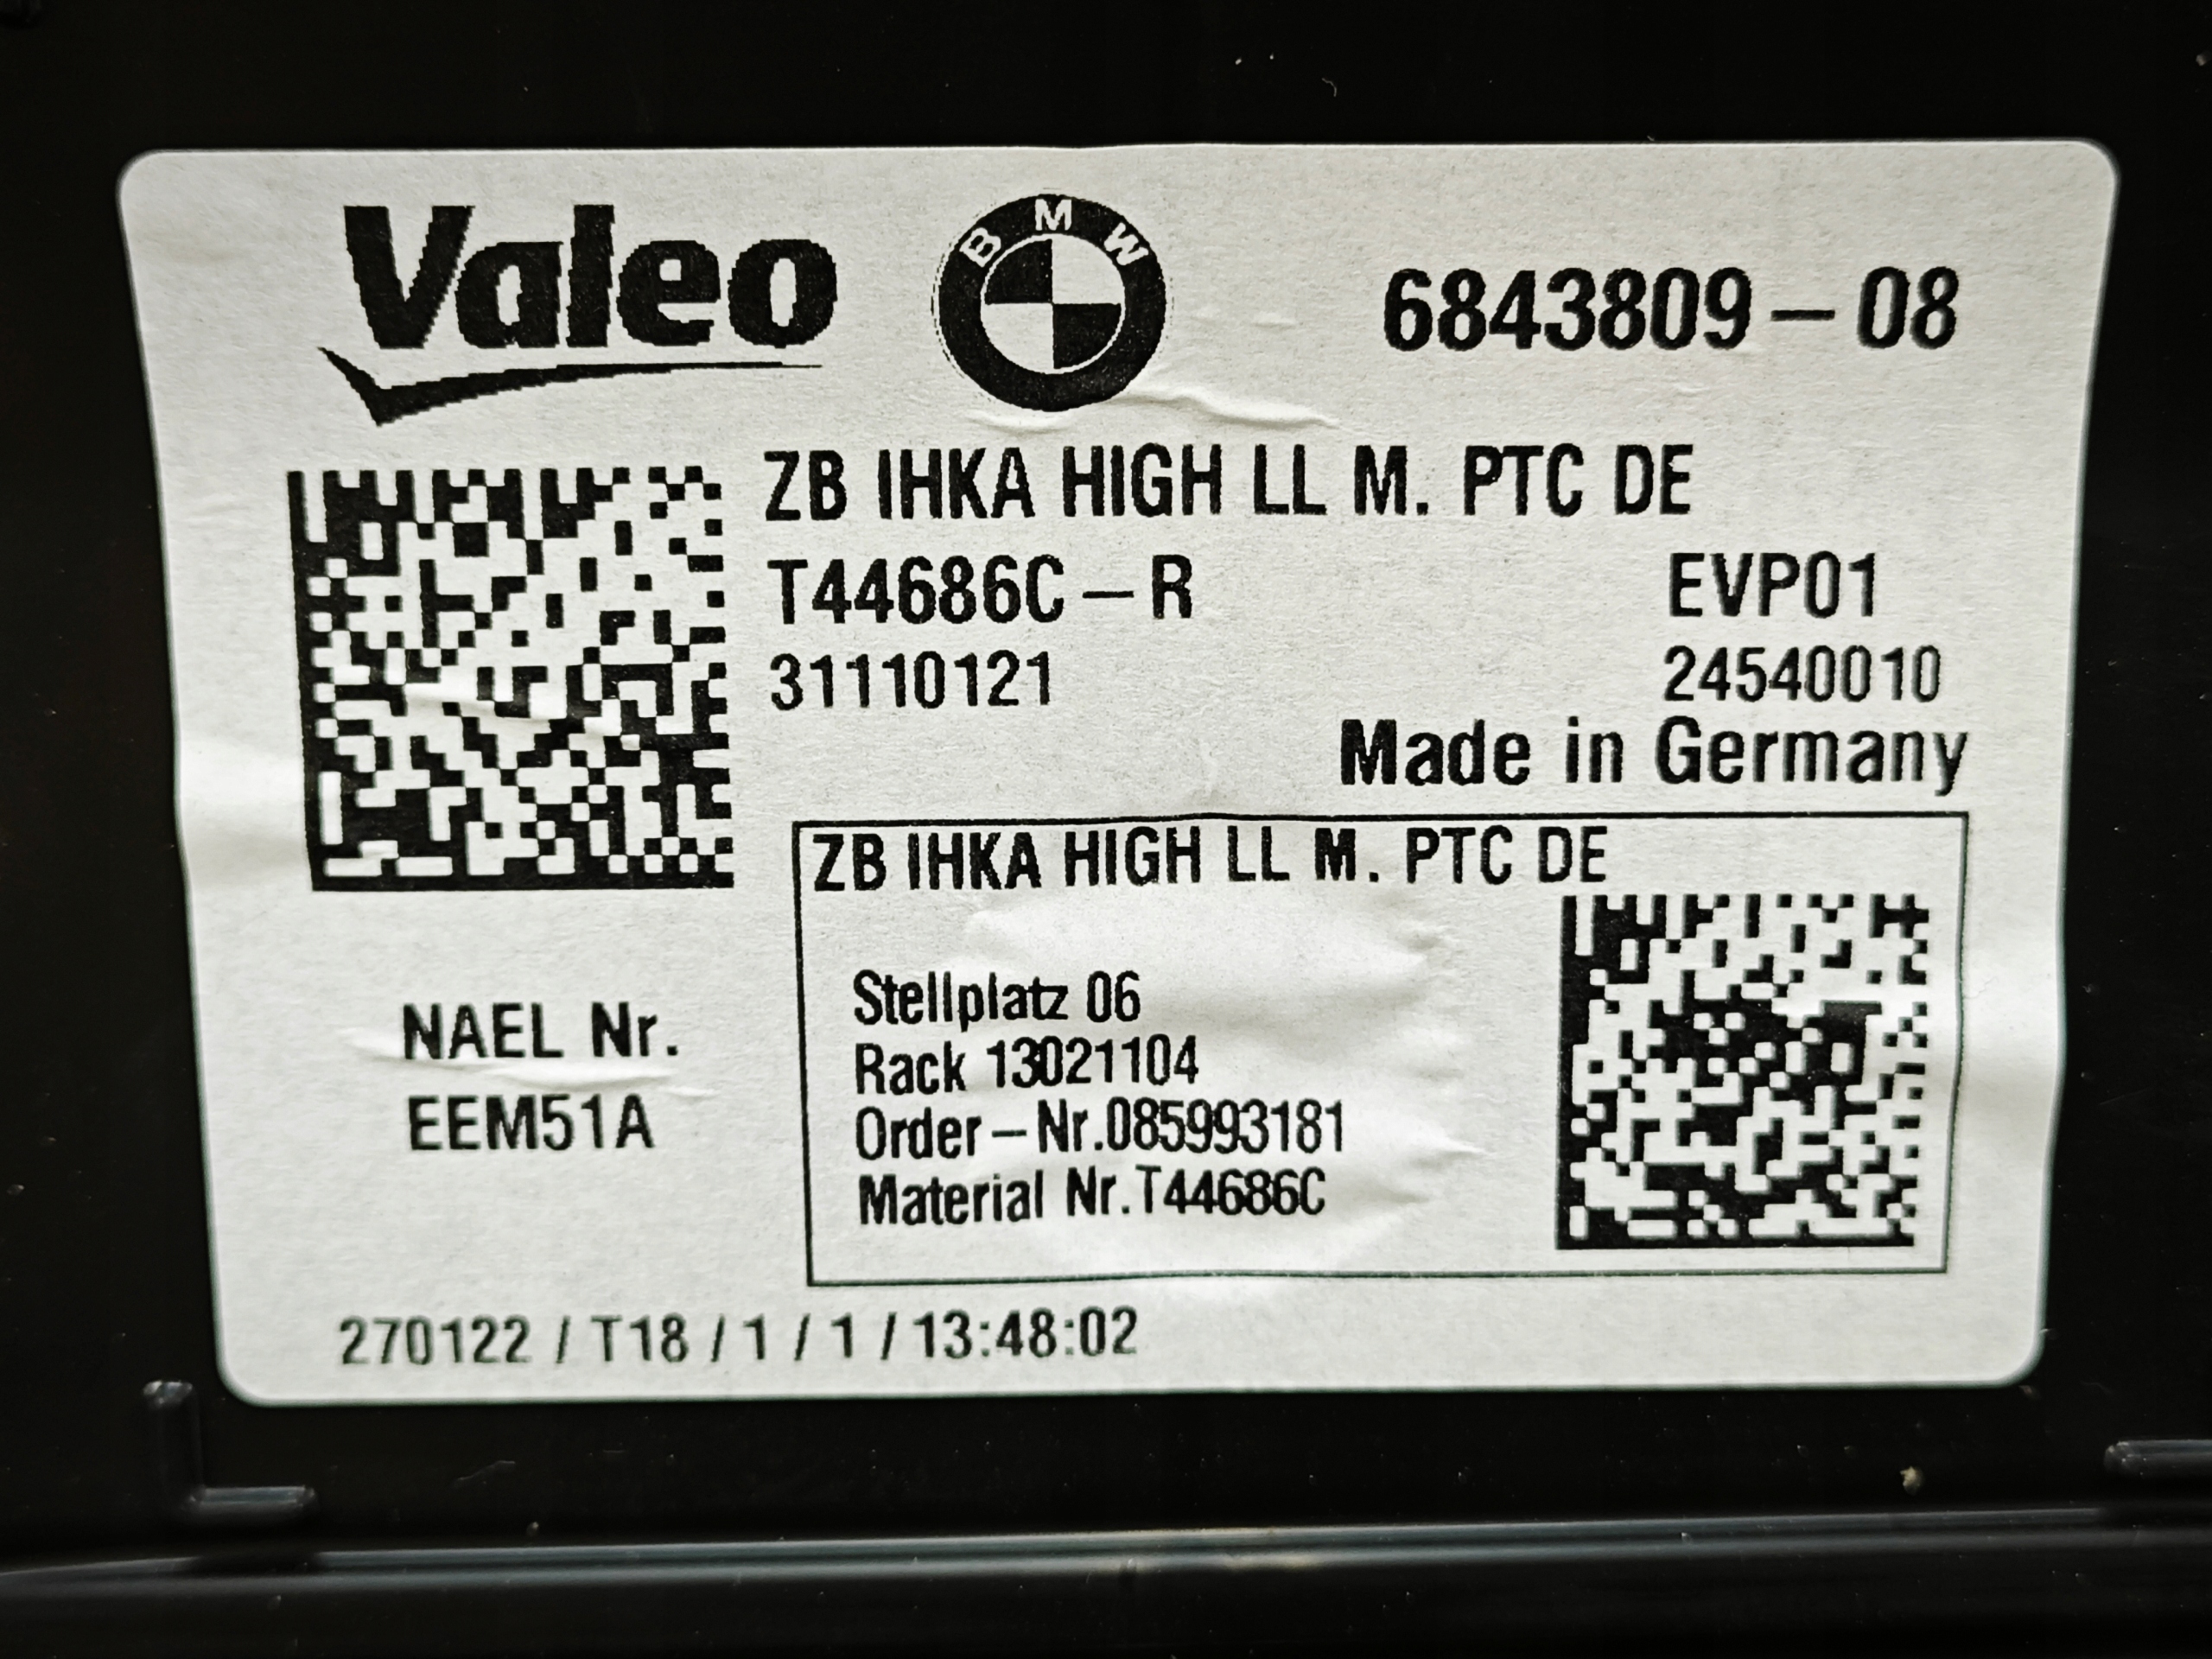 Valeo
BMW
6843809-08
ZB IHKA HIGH LL M. PTC DE
T44686C-R
EVP01
31110121
24540010
Made in Germany
ZB IHKA HIGH LL M. PTC DE
Stellplatz 06
Rack 13021104
Order-Nr.085993181
Material Nr.T44686C
NAEL Nr.
EEM51A
270122 / T18 / 1 / 1 / 13:48:02